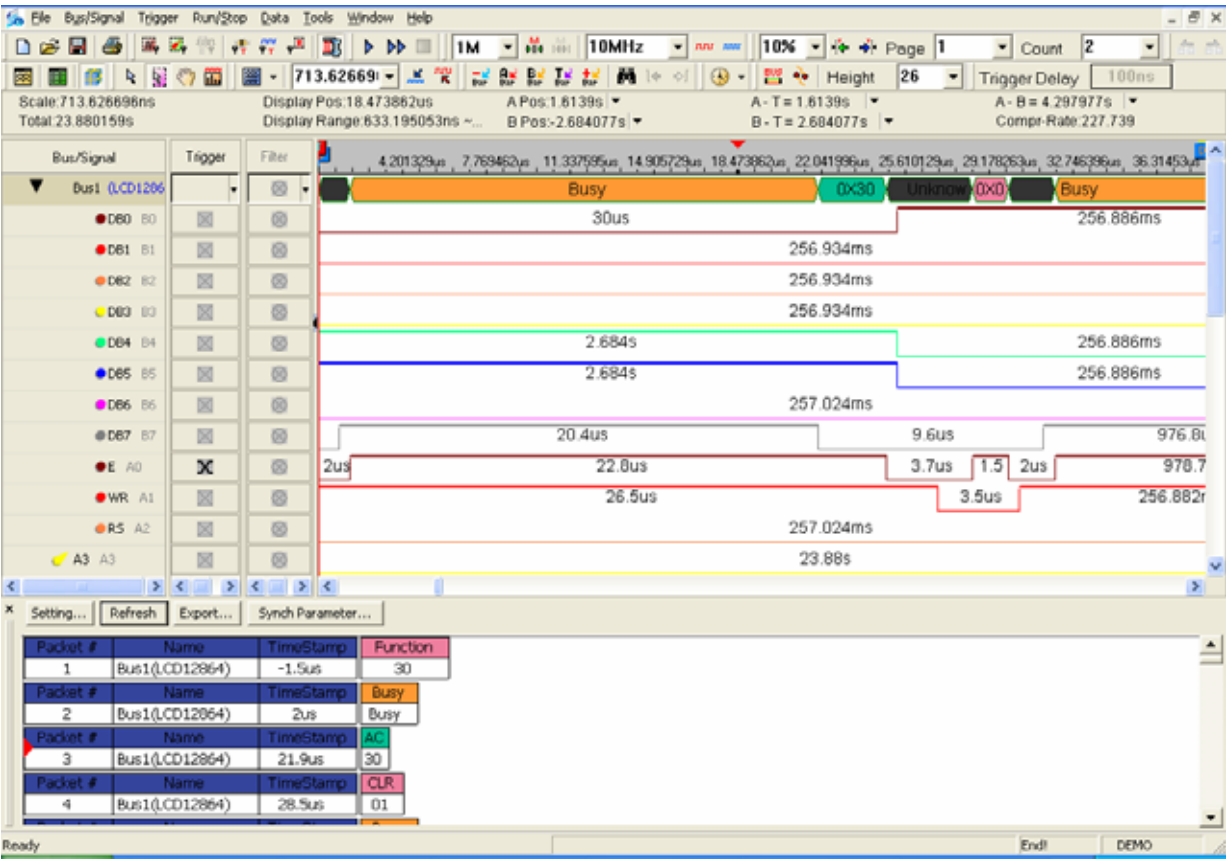 File Bus/Signal Trigger Run/Stop Data Tools Window Help
1M 10MHz 10% Page 1 Count 2
713.62669 Height 26 Trigger Delay 100ns
Scale:713.626696ns Display Pos:18.473862us A Pos:1.6139s A - T = 1.6139s A - B = 4.297977s
Total:23.880159s Display Range:633.195053ns ~... B Pos:-2.684077s B - T = 2.684077s Compr-Rate:227.739
Bus/Signal Trigger Filter 4.201329us 7.769462us 11.337595us 14.905729us 18.473862us 22.041996us 25.610129us 29.178263us 32.746396us 36.31453us
Bus1 (LCD1286 Busy 0X30 Unknow 0X0 Busy
DB0 B0 30us 256.886ms
DB1 B1 256.934ms
DB2 B2 256.934ms
DB3 B3 256.934ms
DB4 B4 2.684s 256.886ms
DB5 B5 2.684s 256.886ms
DB6 B6 257.024ms
DB7 B7 20.4us 9.6us 976.8u
E A0 2us 22.8us 3.7us 1.5 2us 978.7
WR A1 26.5us 3.5us 256.882r
RS A2 257.024ms
A3 A3 23.88s
Setting... Refresh Export... Synch Parameter...
Packet # Name TimeStamp Function
1 Bus1(LCD12864) -1.5us 30
Packet # Name TimeStamp Busy
2 Bus1(LCD12864) 2us Busy
Packet # Name TimeStamp AC
3 Bus1(LCD12864) 21.9us 30
Packet # Name TimeStamp CLR
4 Bus1(LCD12864) 28.5us 01
Ready End! DEMO